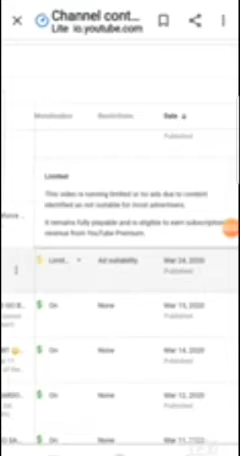 Channel cont...
Lite io.youtube.com
Monetization Restrictions Date ↓
Published
Limited
This video is running limited or no ads due to content
identified as not suitable for most advertisers.
It remains fully playable and is eligible to earn subscription
revenue from YouTube Premium.
Limit... Ad suitability Mar 24, 2020
Published
On None Mar 15, 2020
Published
On None Mar 14, 2020
Published
On None Mar 12, 2020
Published
On None Mar 11, 2020